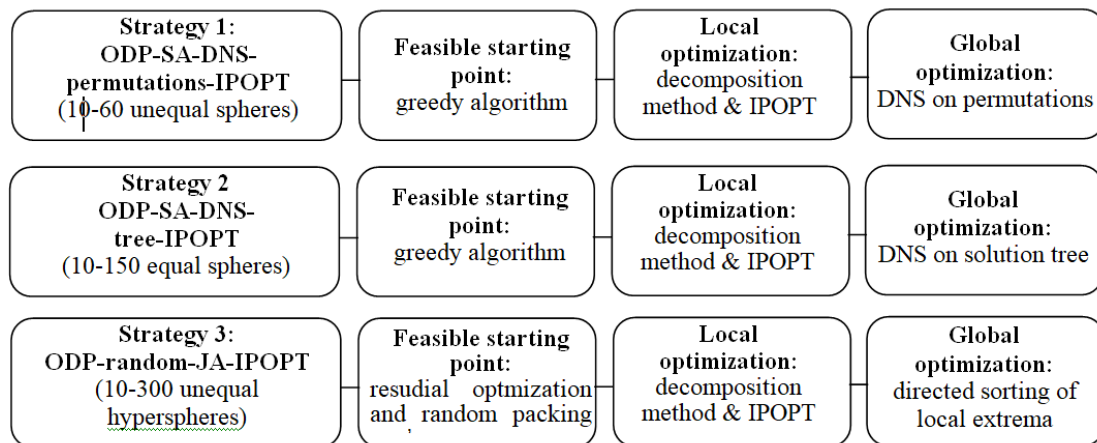 Strategy 1:
ODP-SA-DNS-
permutations-IPOPT
(10-60 unequal spheres)
Feasible starting
point:
greedy algorithm
Local
optimization:
decomposition
method & IPOPT
Global
optimization:
DNS on permutations
Strategy 2
ODP-SA-DNS-
tree-IPOPT
(10-150 equal spheres)
Feasible starting
point:
greedy algorithm
Local
optimization:
decomposition
method & IPOPT
Global
optimization:
DNS on solution tree
Strategy 3:
ODP-random-JA-IPOPT
(10-300 unequal
hyperspheres)
Feasible starting
point:
resudial optmization
and random packing
Local
optimization:
decomposition
method & IPOPT
Global
optimization:
directed sorting of
local extrema